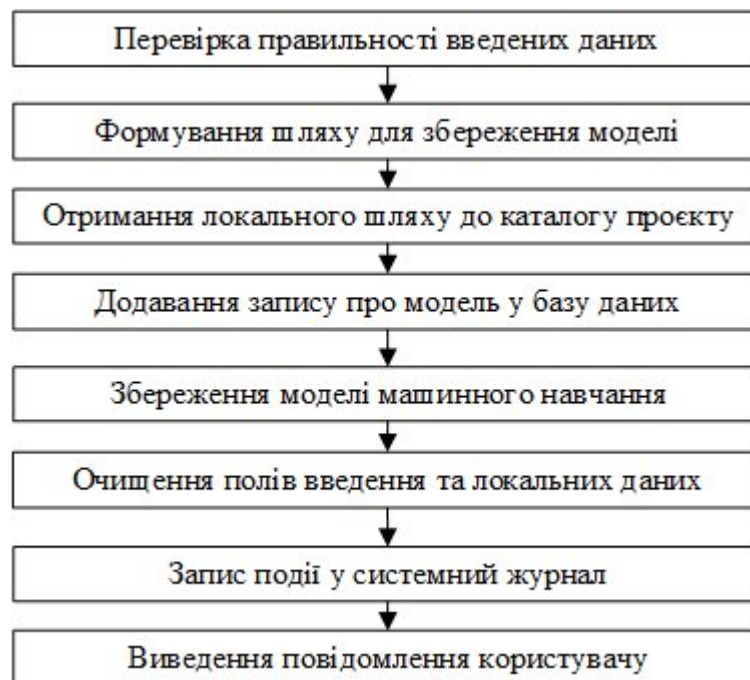 Перевірка правильності введених даних
Формування шляху для збереження моделі
Отримання локального шляху до каталогу проєкту
Додавання запису про модель у базу даних
Збереження моделі машинного навчання
Очищення полів введення та локальних даних
Запис події у системний журнал
Виведення повідомлення користувачу